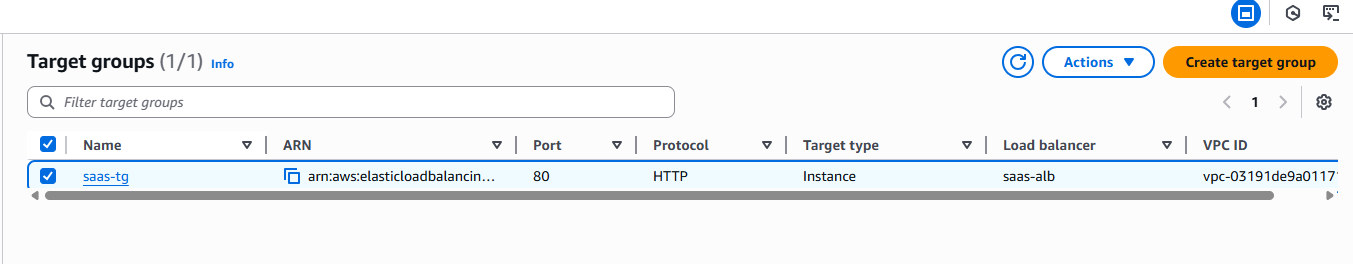 Target groups (1/1) Info
Actions
Create target group
Filter target groups
1
Name ARN Port Protocol Target type Load balancer VPC ID
saas-tg arn:aws:elasticloadbalancin... 80 HTTP Instance saas-alb vpc-03191de9a0117